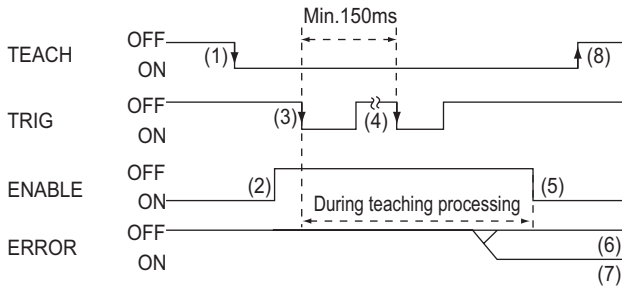 Min.150ms
TEACH
OFF
ON
(1)
(8)
TRIG
OFF
ON
(3)
(4)
ENABLE
OFF
ON
(2)
During teaching processing
(5)
ERROR
OFF
ON
(6)
(7)